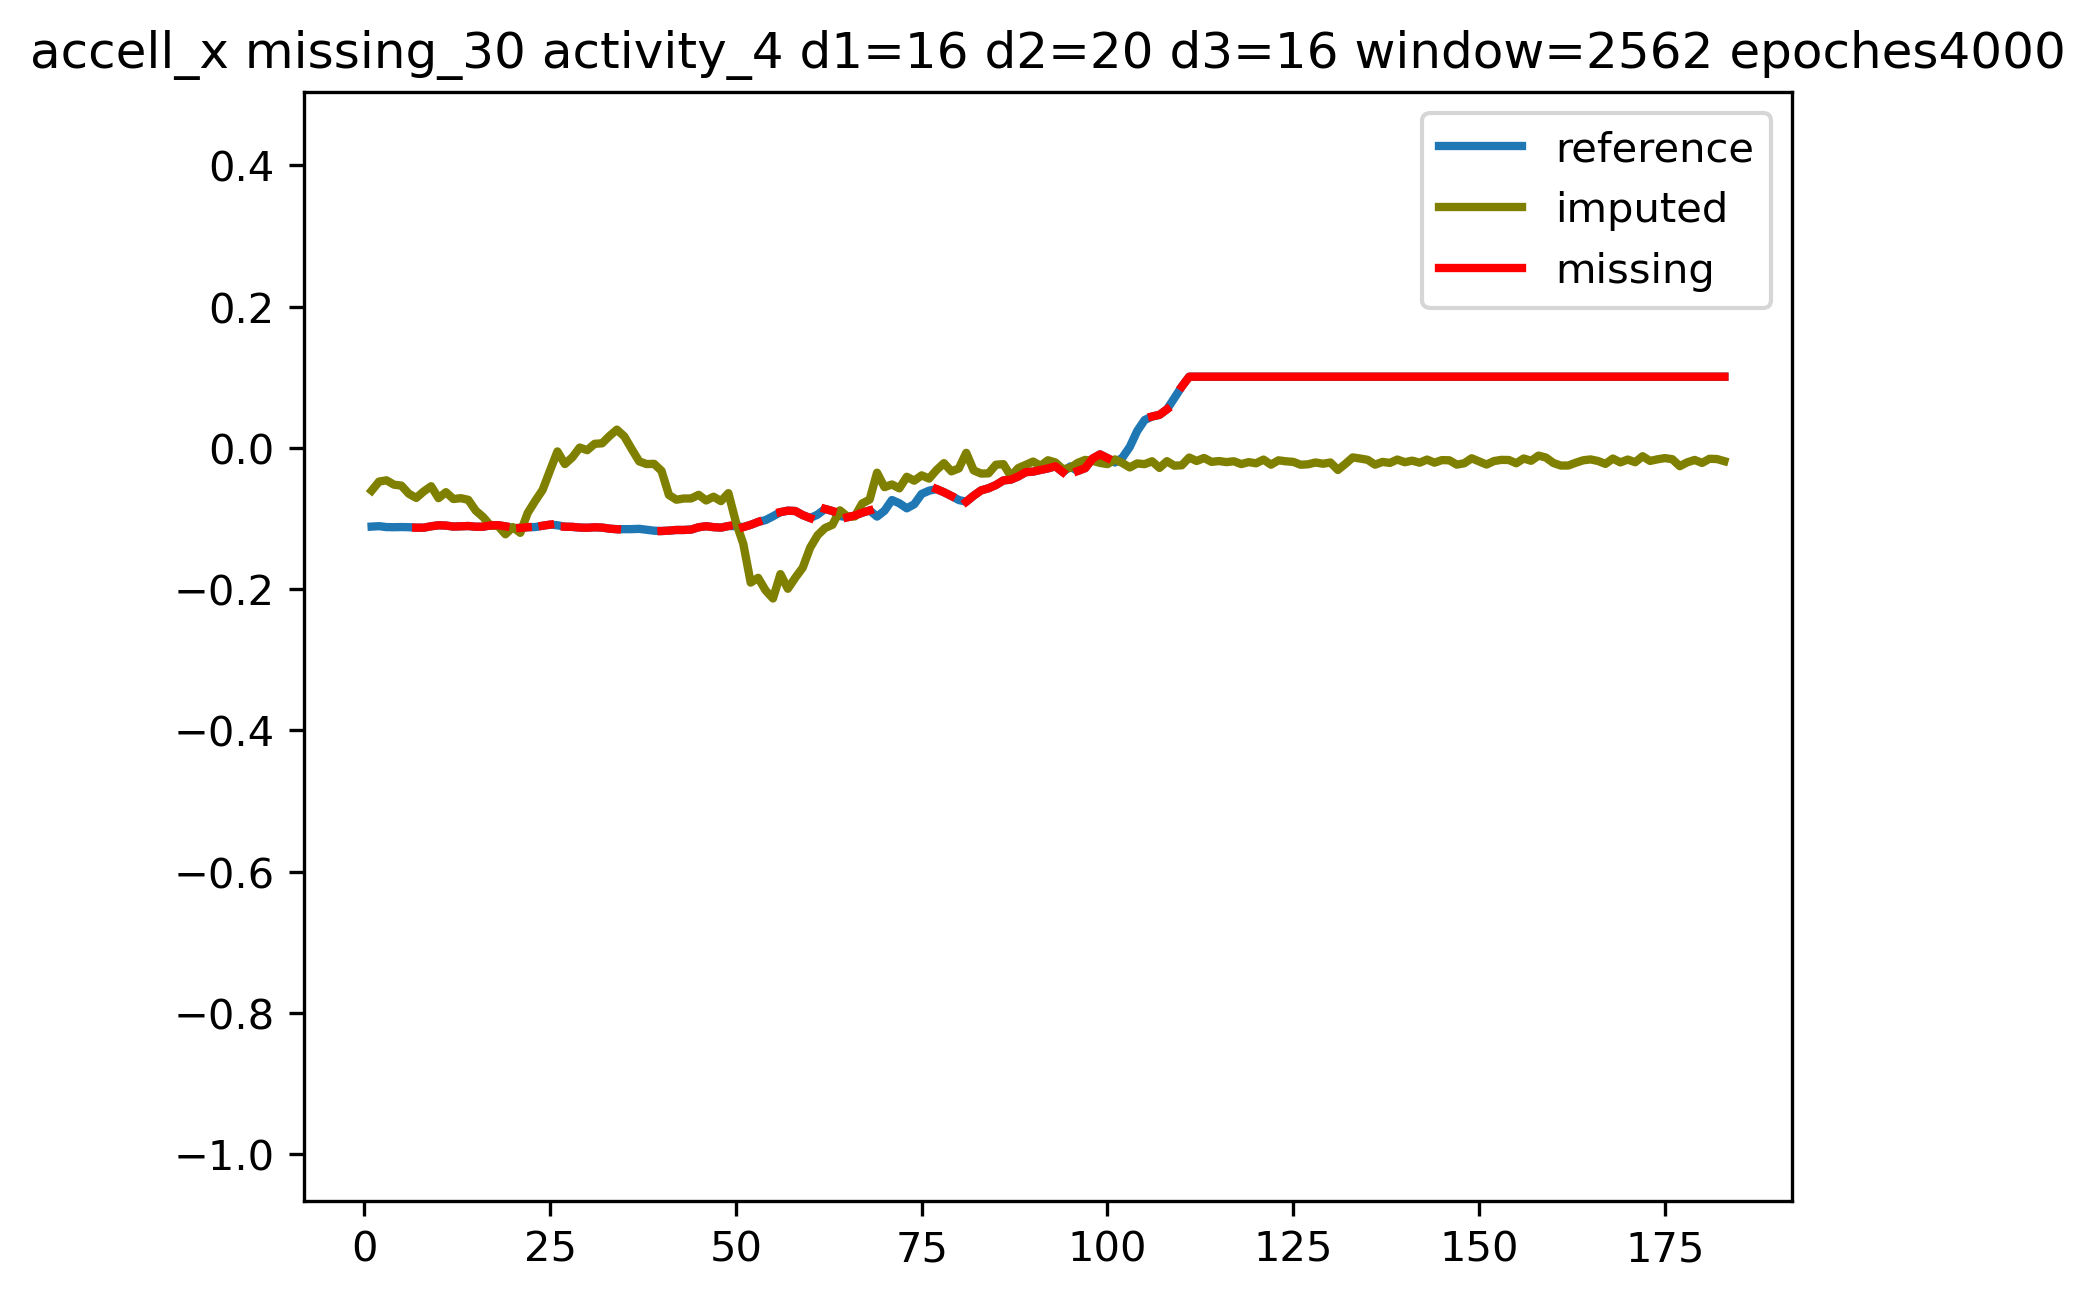 accell_x missing_30 activity_4 d1=16 d2=20 d3=16 window=2562 epoches4000
reference
imputed
missing
0.4
0.2
0.0
−0.2
−0.4
−0.6
−0.8
−1.0
0 25 50 75 100 125 150 175